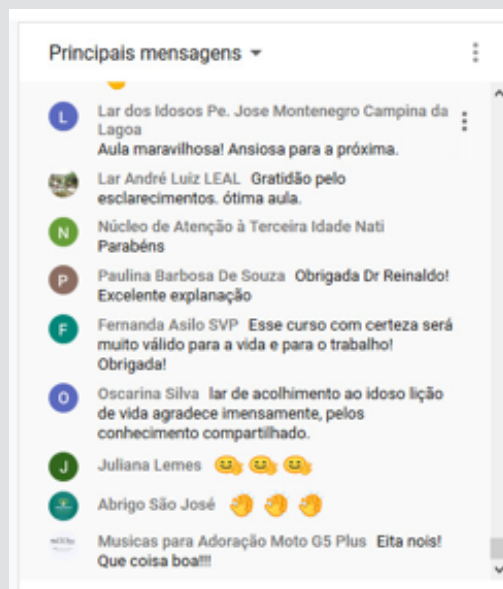 Principais mensagens
L Lar dos Idosos Pe. Jose Montenegro Campina da
Lagoa
Aula maravilhosa! Ansiosa para a próxima.
Lar André Luiz LEAL Gratidão pelo
esclarecimentos. ótima aula.
N Núcleo de Atenção à Terceira Idade Nati
Parabéns
P Paulina Barbosa De Souza Obrigada Dr Reinaldo!
Excelente explanação
F Fernanda Asilo SVP Esse curso com certeza será
muito válido para a vida e para o trabalho!
Obrigada!
O Oscarina Silva lar de acolhimento ao idoso lição
de vida agradece imensamente, pelos
conhecimento compartilhado.
J Juliana Lemes
Abrigo São José
Musicas para Adoração Moto G5 Plus Eita nois!
Que coisa boa!!!